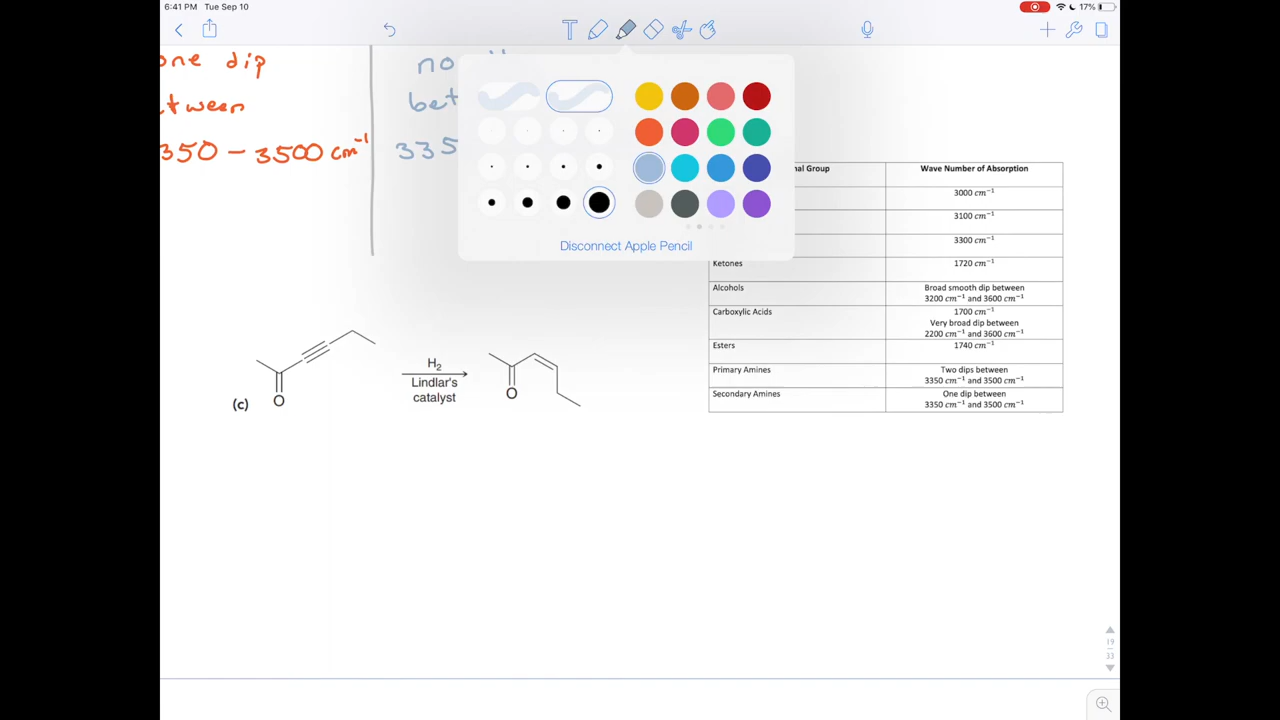 6:41 PM Tue Sep 10
17%
one dip
between
350 – 3500 cm⁻¹
no
bet
335
Disconnect Apple Pencil
nal Group
Wave Number of Absorption
3000 cm⁻¹
3100 cm⁻¹
3300 cm⁻¹
Ketones
1720 cm⁻¹
Alcohols
Broad smooth dip between
3200 cm⁻¹ and 3600 cm⁻¹
Carboxylic Acids
1700 cm⁻¹
Very broad dip between
2200 cm⁻¹ and 3600 cm⁻¹
Esters
1740 cm⁻¹
Primary Amines
Two dips between
3350 cm⁻¹ and 3500 cm⁻¹
Secondary Amines
One dip between
3350 cm⁻¹ and 3500 cm⁻¹
(c)
O
H₂
Lindlar's
catalyst
O
19
33